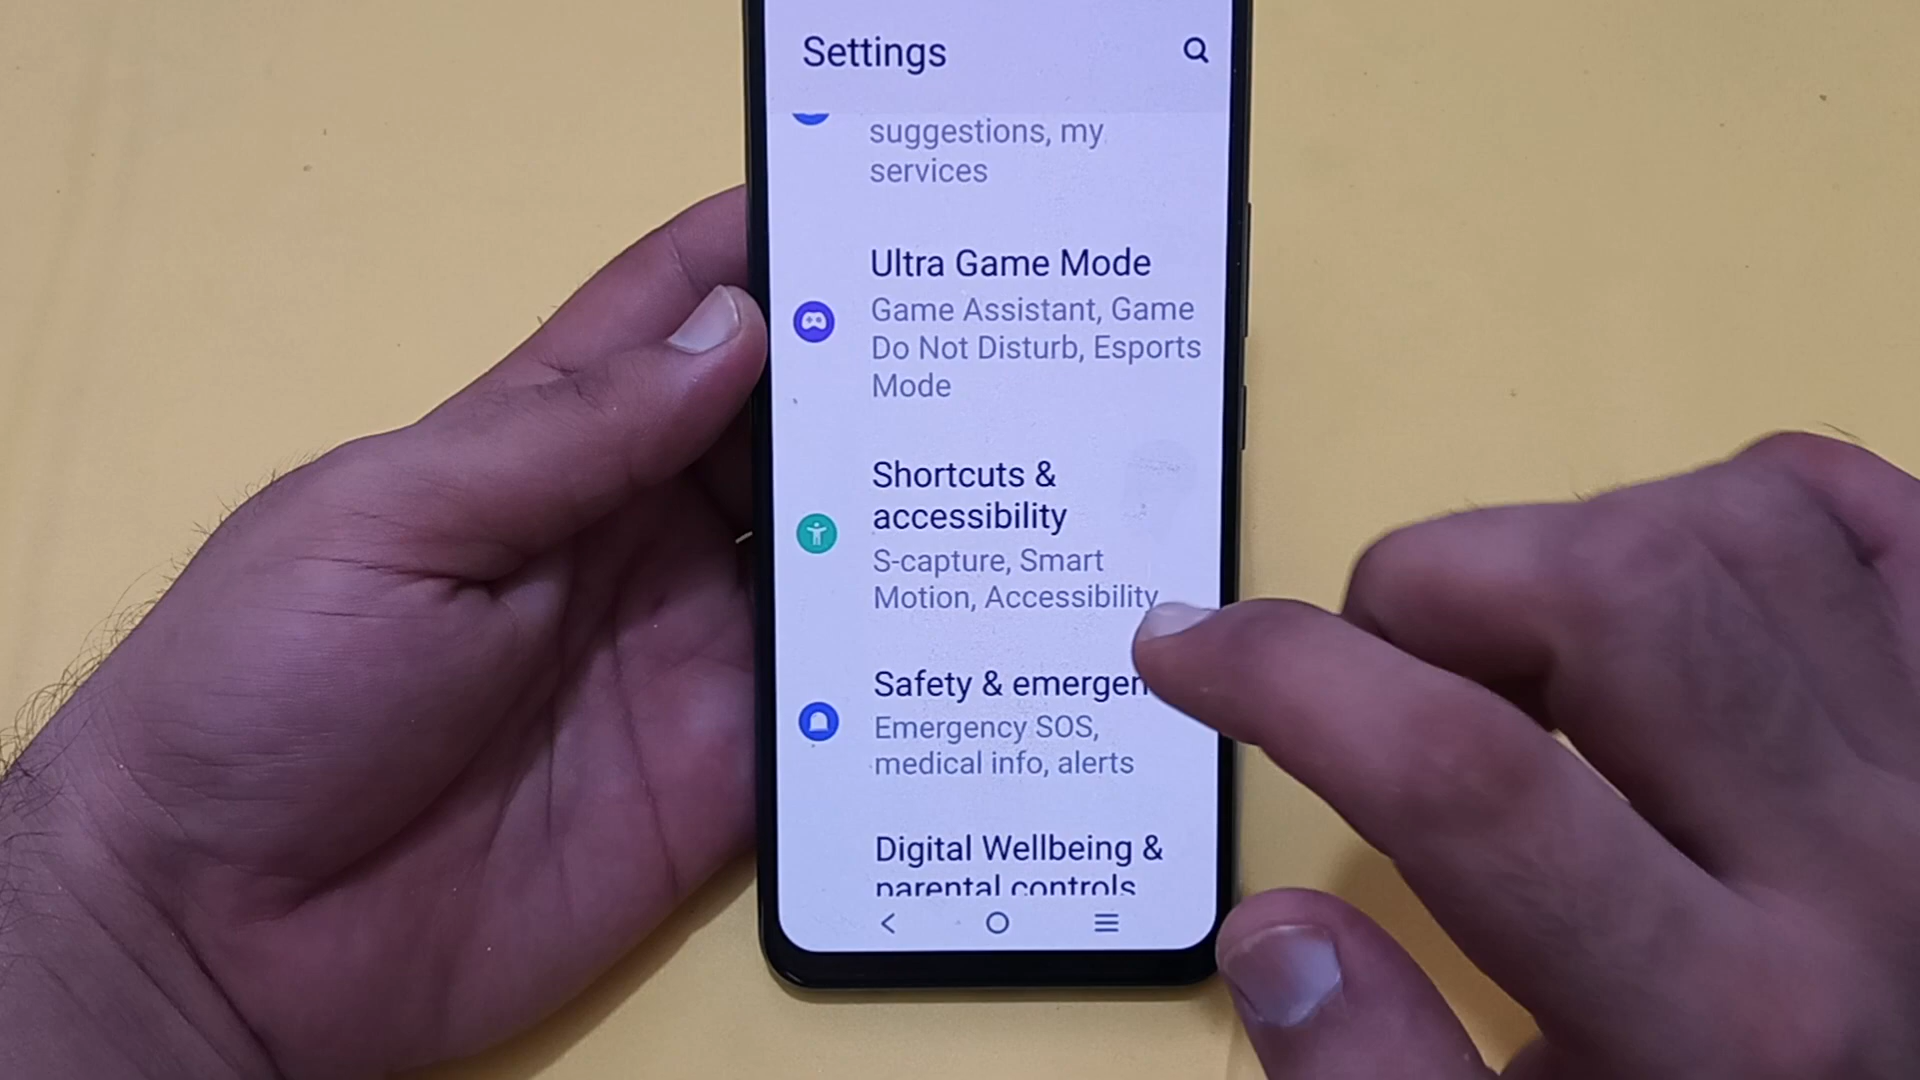 Settings
suggestions, my
services
Ultra Game Mode
Game Assistant, Game
Do Not Disturb, Esports
Mode
Shortcuts &
accessibility
S-capture, Smart
Motion, Accessibility
Safety & emergen
Emergency SOS,
medical info, alerts
Digital Wellbeing &
parental controls